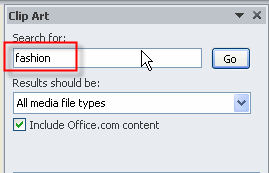 Clip Art
Search for:
fashion Go
Results should be:
All media file types
Include Office.com content